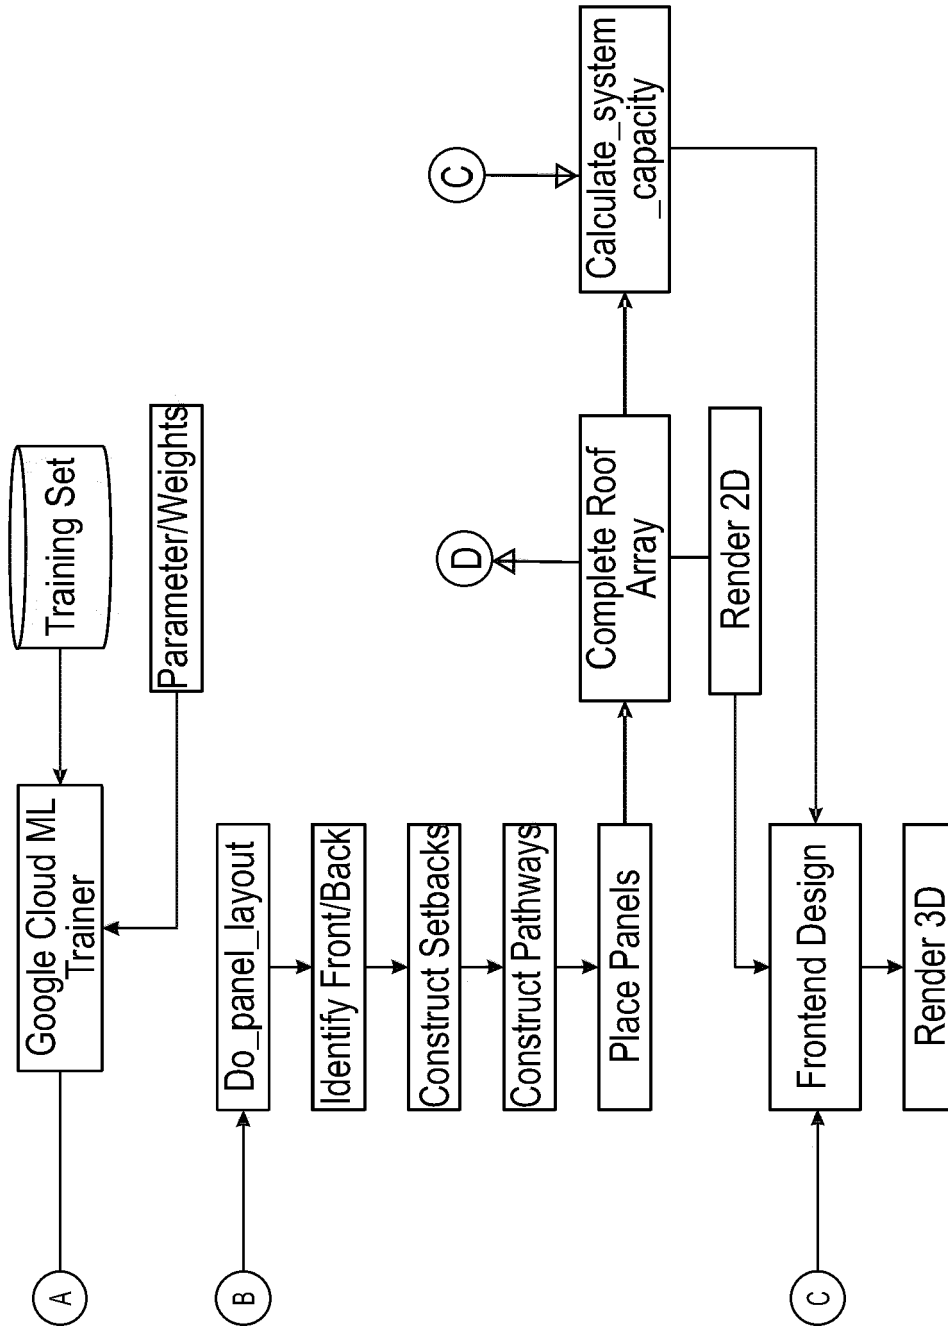 A
Google Cloud ML
Trainer
Training Set
Parameter/Weights
B
Do_panel_layout
Identify Front/Back
Construct Setbacks
Construct Pathways
Place Panels
D
Complete Roof
Array
Render 2D
C
Calculate_system
_capacity
C
Frontend Design
Render 3D